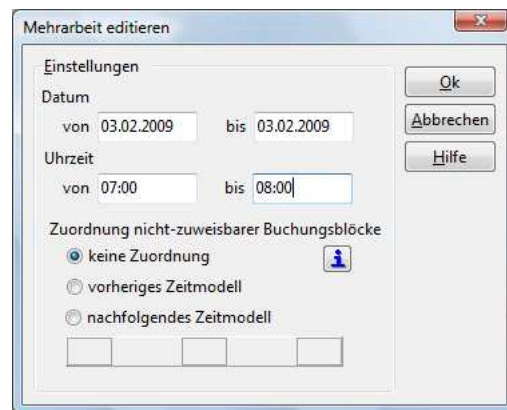 Mehrarbeit editieren
Einstellungen
Datum
von 03.02.2009 bis 03.02.2009
Uhrzeit
von 07:00 bis 08:00
Zuordnung nicht-zuweisbarer Buchungsblöcke
keine Zuordnung
vorheriges Zeitmodell
nachfolgendes Zeitmodell
Ok
Abbrechen
Hilfe